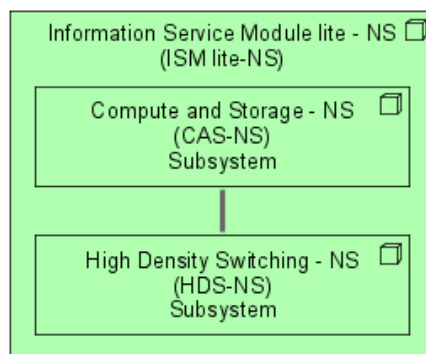 Information Service Module lite - NS
(ISM lite-NS)
Compute and Storage - NS
(CAS-NS)
Subsystem
High Density Switching - NS
(HDS-NS)
Subsystem